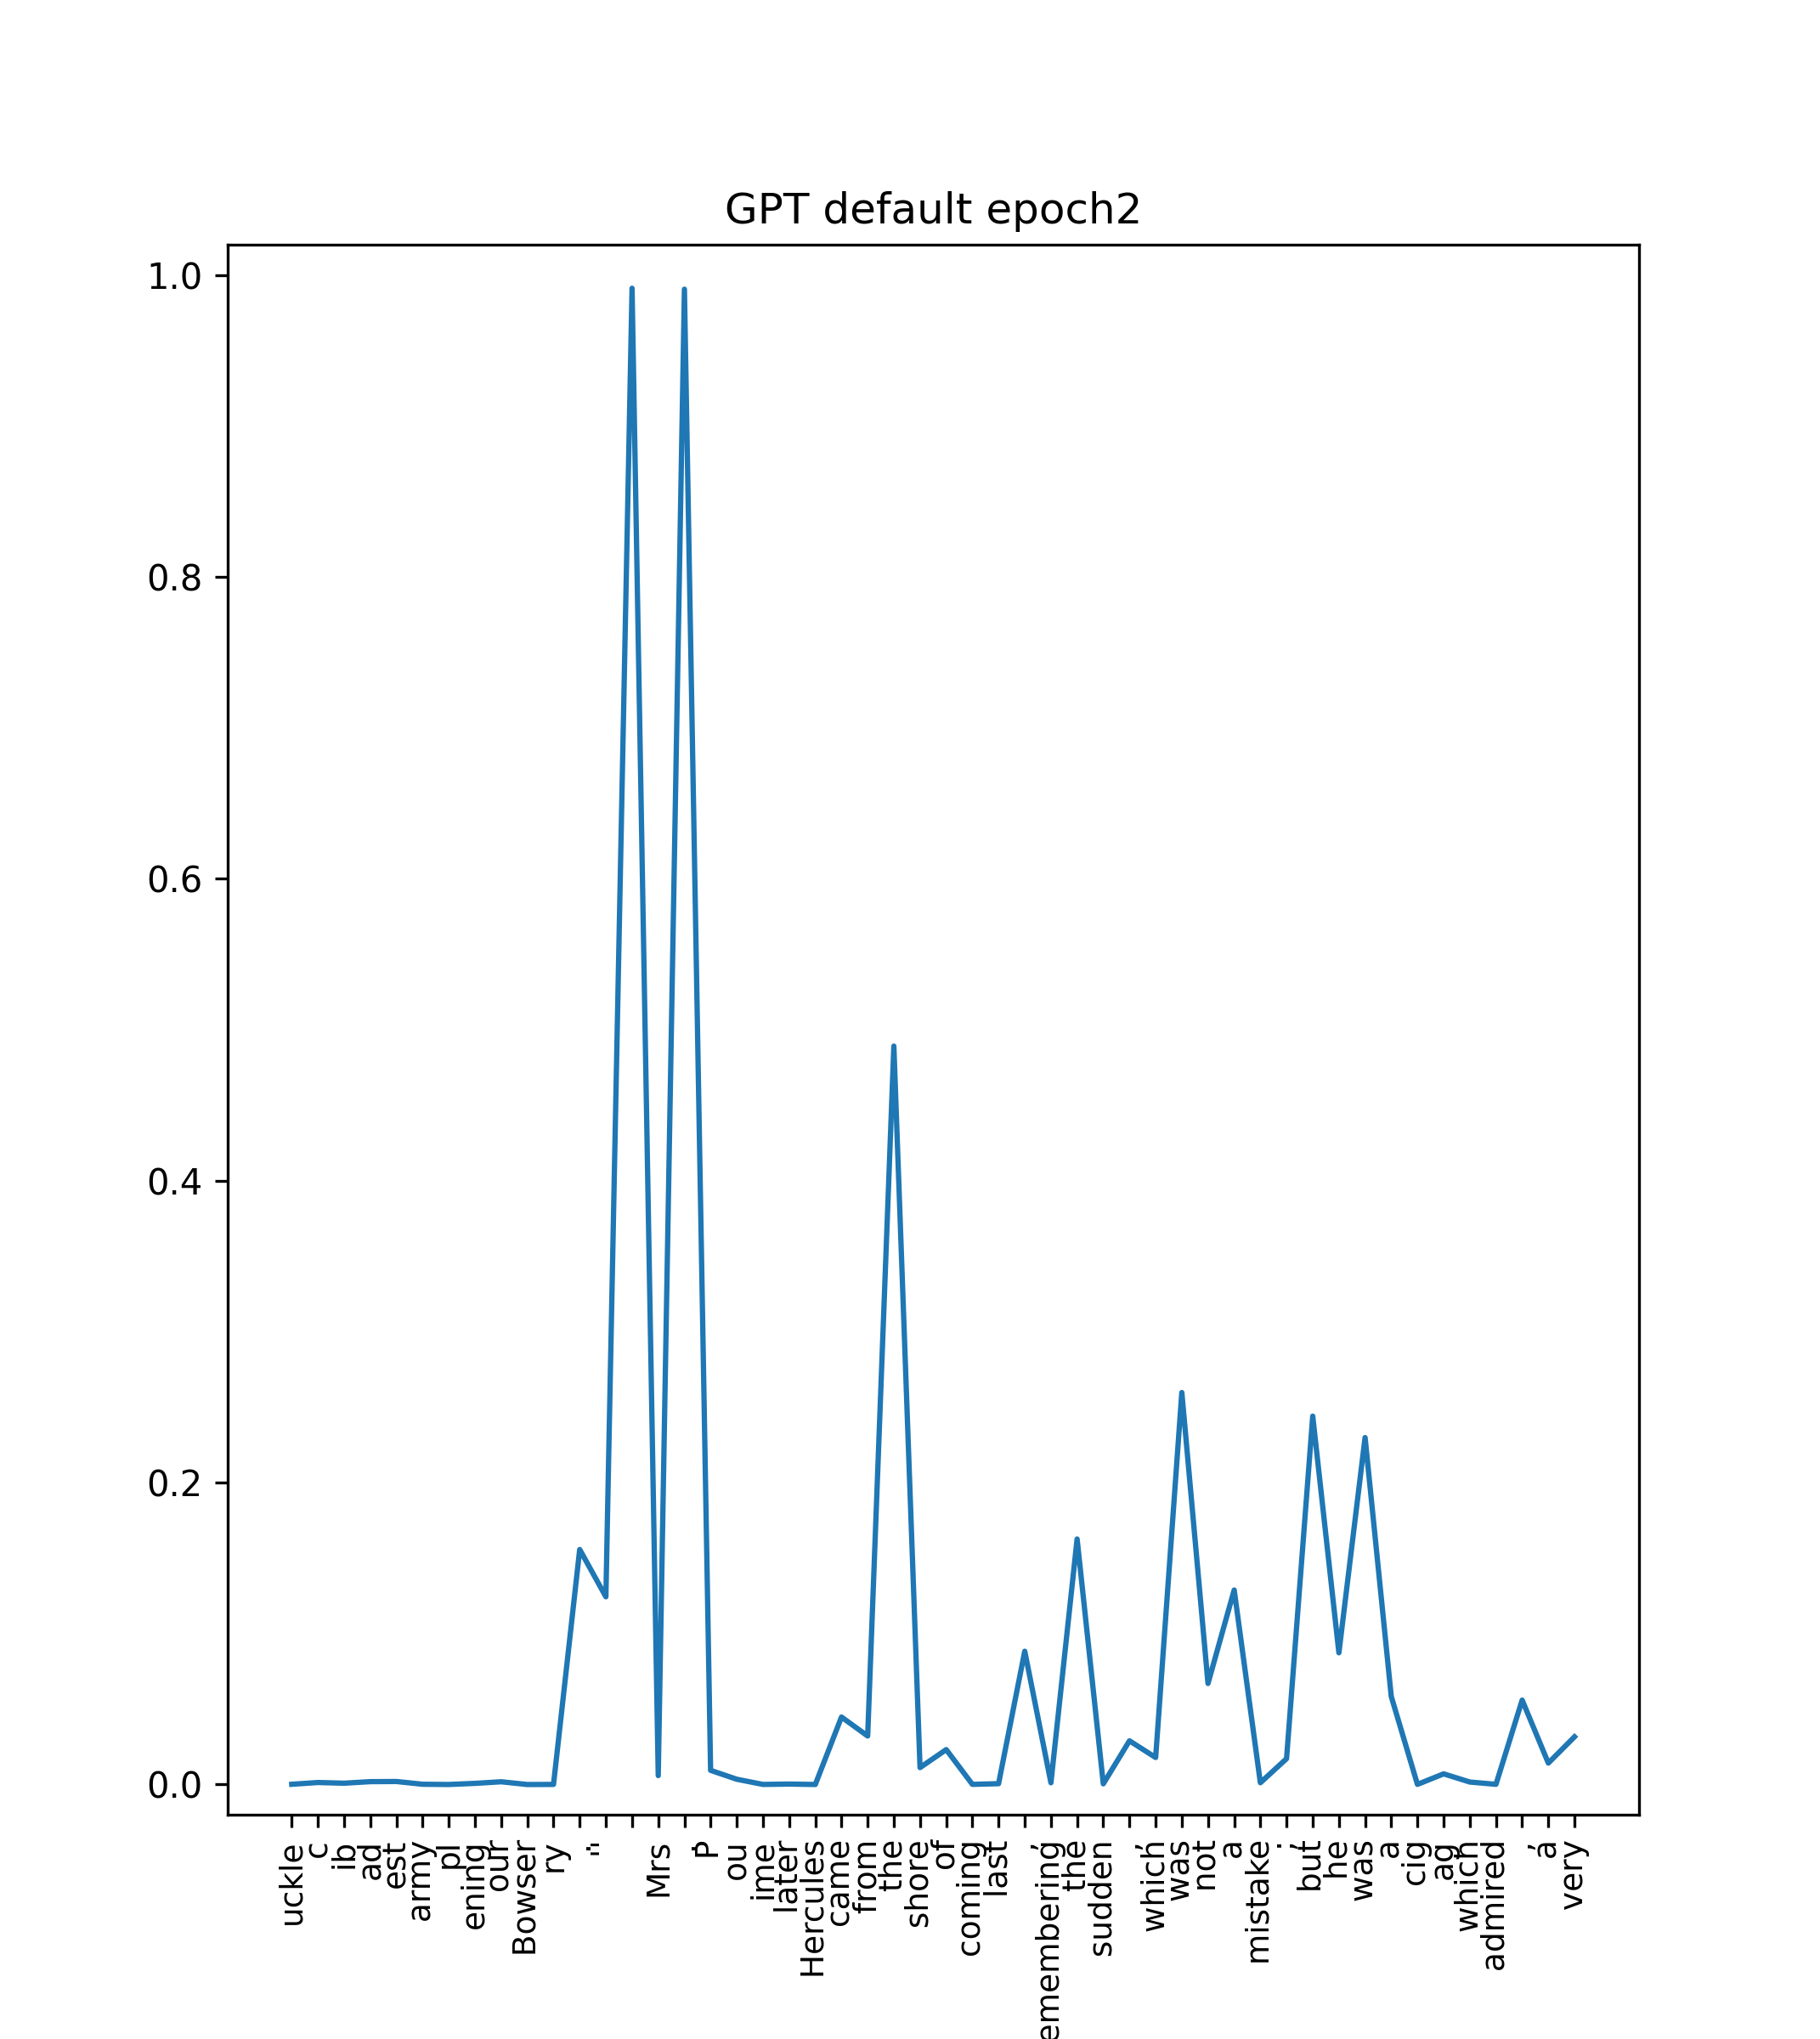 GPT default epoch2
1.0
0.8
0.6
0.4
0.2
0.0
uckle
c
ib
ad
est
army
pl
ening
our
Bowser
ry
.
"
Mrs
.
P
ou
ime
later
Hercules
came
from
the
shore
of
coming
last
,
emembering
the
sudden
,
which
was
not
a
mistake
;
but
he
was
a
cig
ag
which
admired
,
a
very